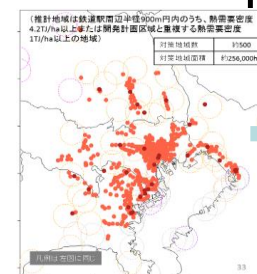 (推計地域は鉄道駅周辺半径900m円内のうち、熱需要密度
4.2TJ/ha以上または開発計画区域と重複する熱需要密度
1TJ/ha以上の地域)
対策地域数 約500
対策地域面積 約256,000h
凡例は左図に同じ
33